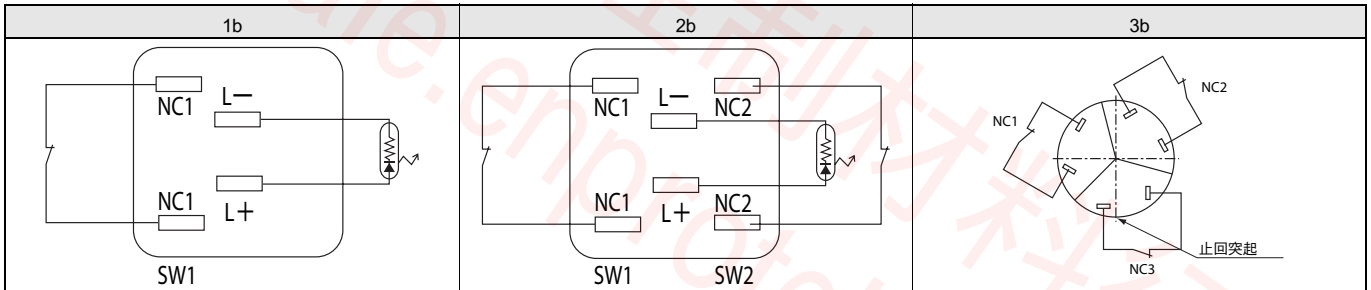 1b
2b
3b
NC1
L−
NC1
L+
SW1
NC1
L−
NC2
NC1
L+
NC2
SW1
SW2
NC2
NC1
止回突起
NC3